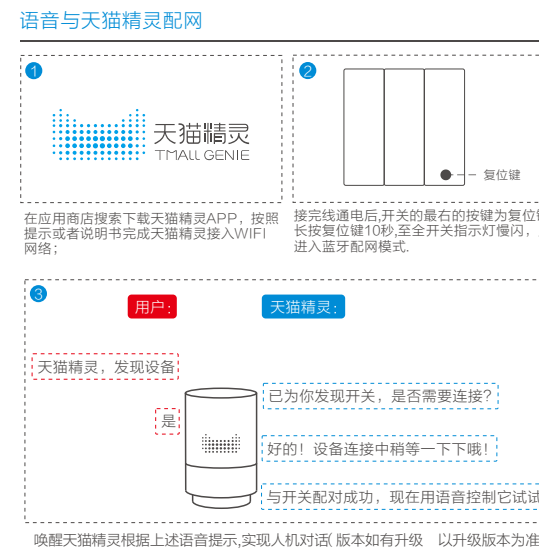 语音与天猫精灵配网
1
天猫精灵
TMALL GENIE
在应用商店搜索下载天猫精灵APP，按照
提示或者说明书完成天猫精灵接入WIFI
网络；
2
复位键
接完线通电后,开关的最右的按键为复位
长按复位键10秒,至全开关指示灯慢闪，
进入蓝牙配网模式.
3
用户：
天猫精灵：
天猫精灵，发现设备
已为你发现开关，是否需要连接？
是
好的！设备连接中稍等一下下哦！
与开关配对成功，现在用语音控制它试试
唤醒天猫精灵根据上述语音提示,实现人机对话( 版本如有升级 以升级版本为准